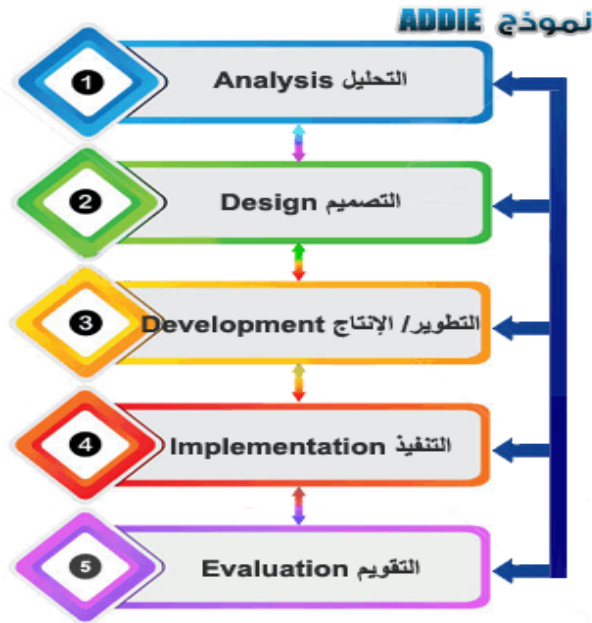 نموذج ADDIE
1
التحليل Analysis
2
التصميم Design
3
التطوير/ الإنتاج Development
4
التنفيذ Implementation
5
التقويم Evaluation